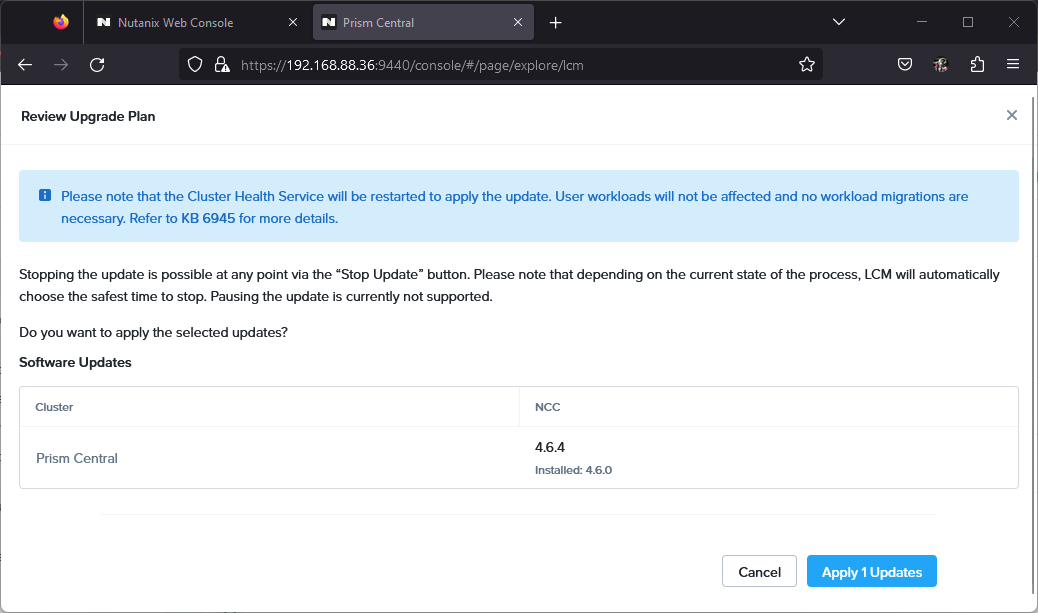 Nutanix Web Console
Prism Central
https://192.168.88.36:9440/console/#/page/explore/lcm
Review Upgrade Plan
Please note that the Cluster Health Service will be restarted to apply the update. User workloads will not be affected and no workload migrations are
necessary. Refer to KB 6945 for more details.
Stopping the update is possible at any point via the “Stop Update” button. Please note that depending on the current state of the process, LCM will automatically
choose the safest time to stop. Pausing the update is currently not supported.
Do you want to apply the selected updates?
Software Updates
Cluster
NCC
Prism Central
4.6.4
Installed: 4.6.0
Cancel
Apply 1 Updates